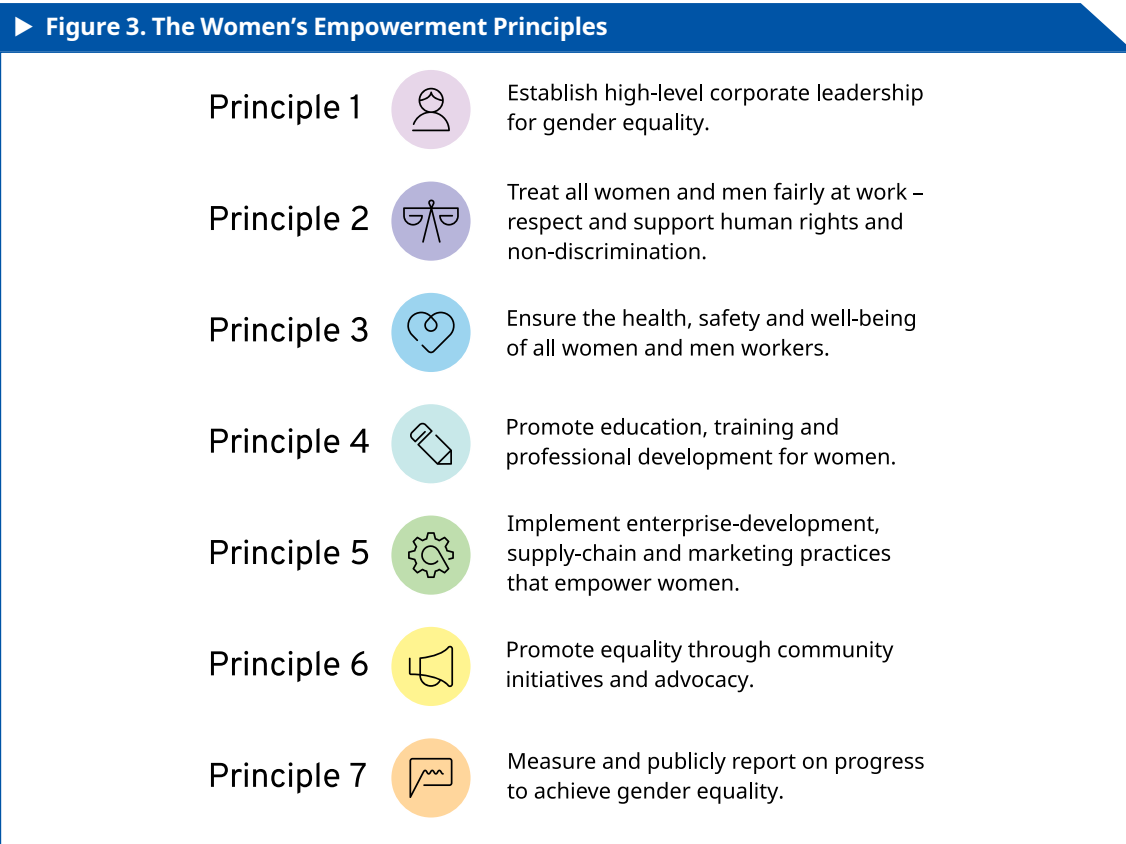 Figure 3. The Women’s Empowerment Principles
Principle 1
Establish high-level corporate leadership
for gender equality.
Principle 2
Treat all women and men fairly at work –
respect and support human rights and
non-discrimination.
Principle 3
Ensure the health, safety and well-being
of all women and men workers.
Principle 4
Promote education, training and
professional development for women.
Principle 5
Implement enterprise-development,
supply-chain and marketing practices
that empower women.
Principle 6
Promote equality through community
initiatives and advocacy.
Principle 7
Measure and publicly report on progress
to achieve gender equality.